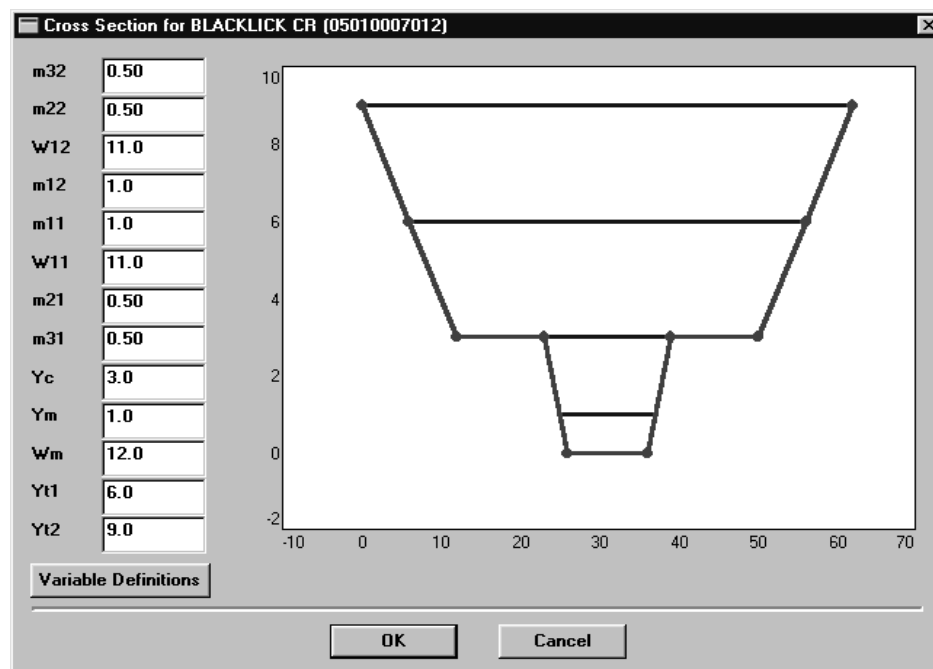 Cross Section for BLACKLICK CR (05010007012)
m32 0.50
m22 0.50
W12 11.0
m12 1.0
m11 1.0
W11 11.0
m21 0.50
m31 0.50
Yc 3.0
Ym 1.0
Wm 12.0
Yt1 6.0
Yt2 9.0
Variable Definitions
10
8
6
4
2
0
-2
-10 0 10 20 30 40 50 60 70
OK Cancel